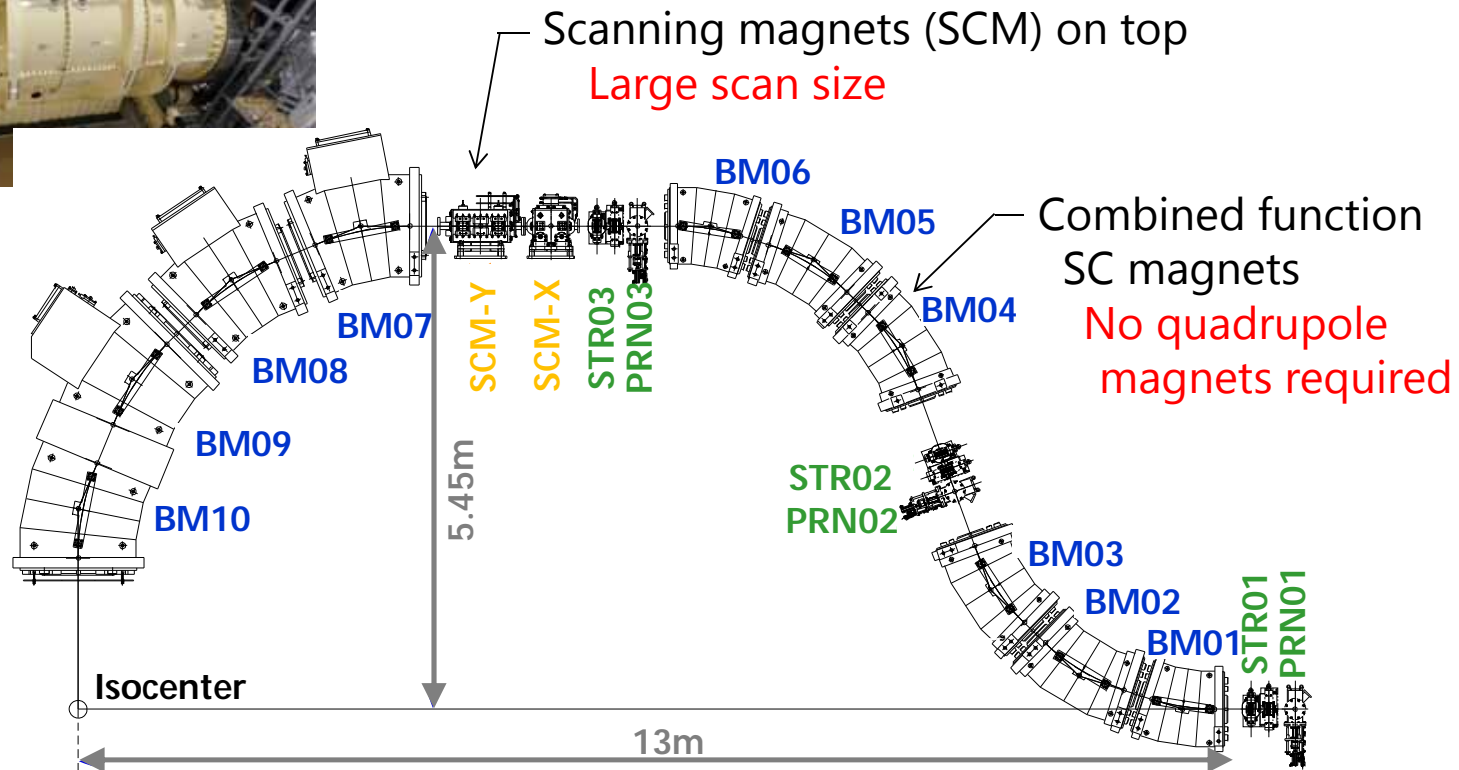 Scanning magnets (SCM) on top
Large scan size
BM06
BM05
Combined function
SC magnets
No quadrupole
magnets required
BM04
BM07
SCM-Y
SCM-X
STR03
PRN03
BM08
BM09
5.45m
STR02
PRN02
BM10
BM03
BM02
BM01
STR01
PRN01
Isocenter
13m